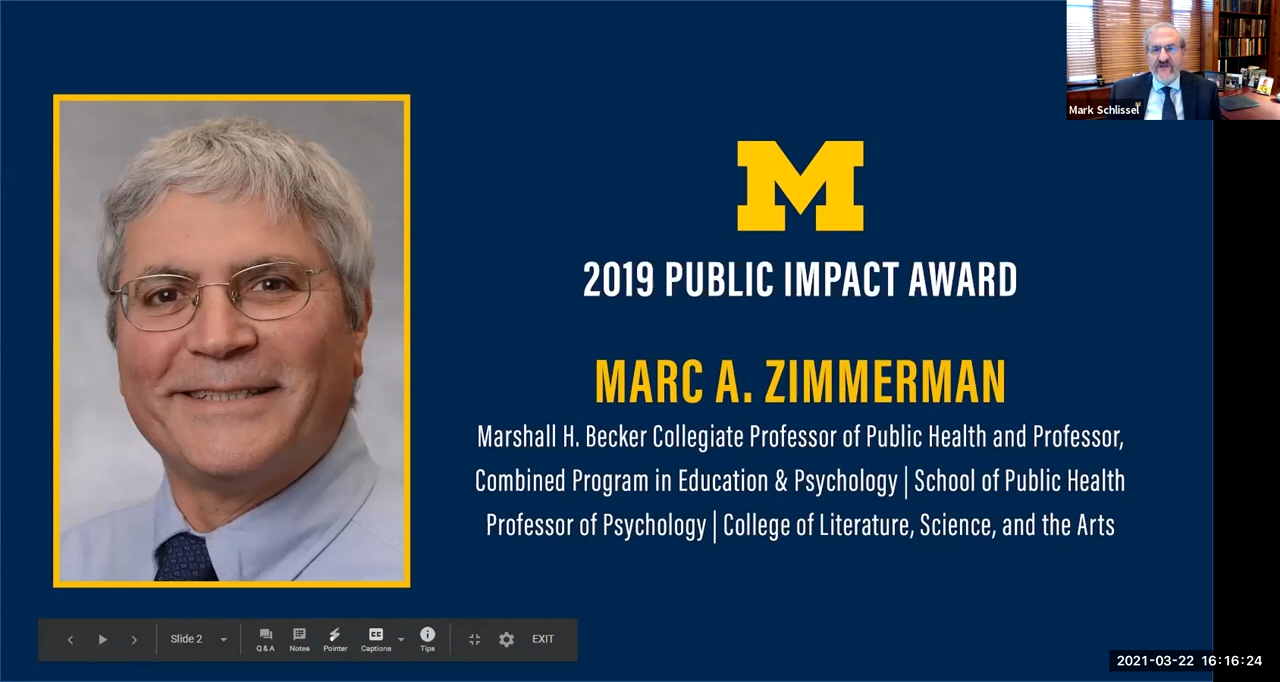 Mark Schlissel
M
2019 PUBLIC IMPACT AWARD
MARC A. ZIMMERMAN
Marshall H. Becker Collegiate Professor of Public Health and Professor,
Combined Program in Education & Psychology | School of Public Health
Professor of Psychology | College of Literature, Science, and the Arts
Slide 2
Q & A
Notes
Pointer
CC
Captions
Tips
EXIT
2021-03-22 16:16:24